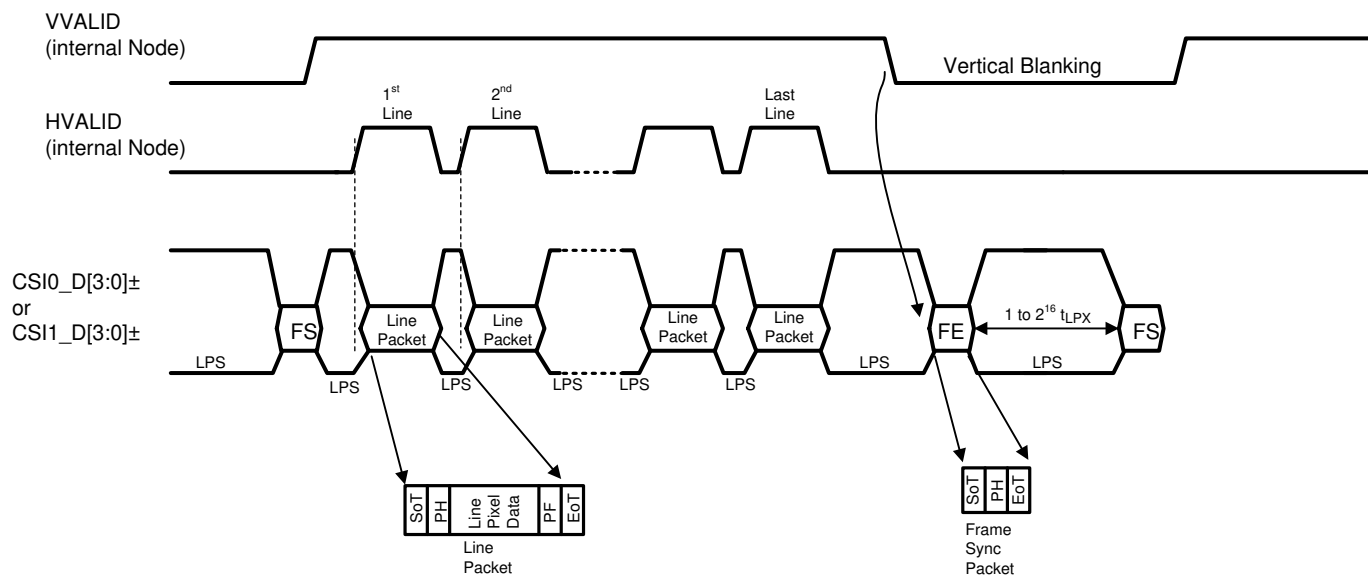 VVALID
(internal Node)
Vertical Blanking
1st
Line
2nd
Line
Last
Line
HVALID
(internal Node)
CSI0_D[3:0]±
or
CSI1_D[3:0]±
FS
Line
Packet
Line
Packet
Line
Packet
Line
Packet
FE
1 to 2^16 tLPX
FS
LPS
LPS
LPS
LPS
LPS
LPS
LPS
LPS
SoT
PH
Line
Pixel
Data
PF
EoT
Line
Packet
SoT
PH
EoT
Frame
Sync
Packet